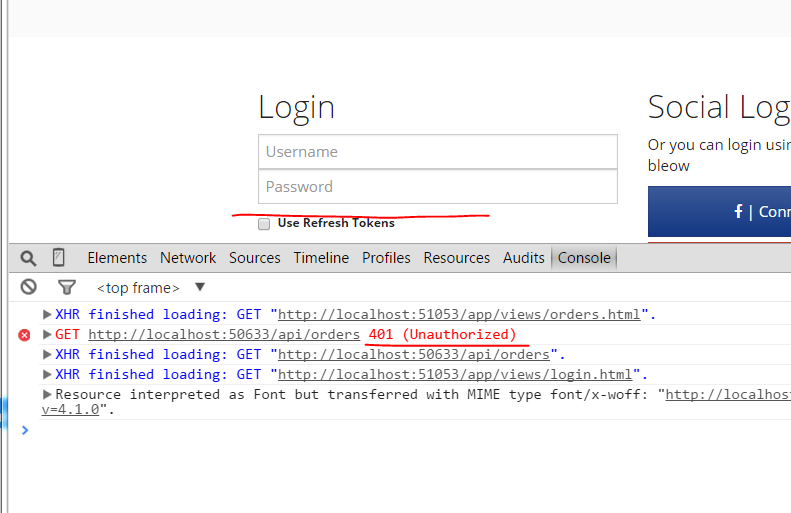 Login
Social Log
Username
Or you can login usin
bleow
Password
f | Conn
Use Refresh Tokens
Elements Network Sources Timeline Profiles Resources Audits Console
<top frame> ▼
▶XHR finished loading: GET "http://localhost:51053/app/views/orders.html".
▶GET http://localhost:50633/api/orders 401 (Unauthorized)
▶XHR finished loading: GET "http://localhost:50633/api/orders".
▶XHR finished loading: GET "http://localhost:51053/app/views/login.html".
▶Resource interpreted as Font but transferred with MIME type font/x-woff: "http://localhos
v=4.1.0".
>